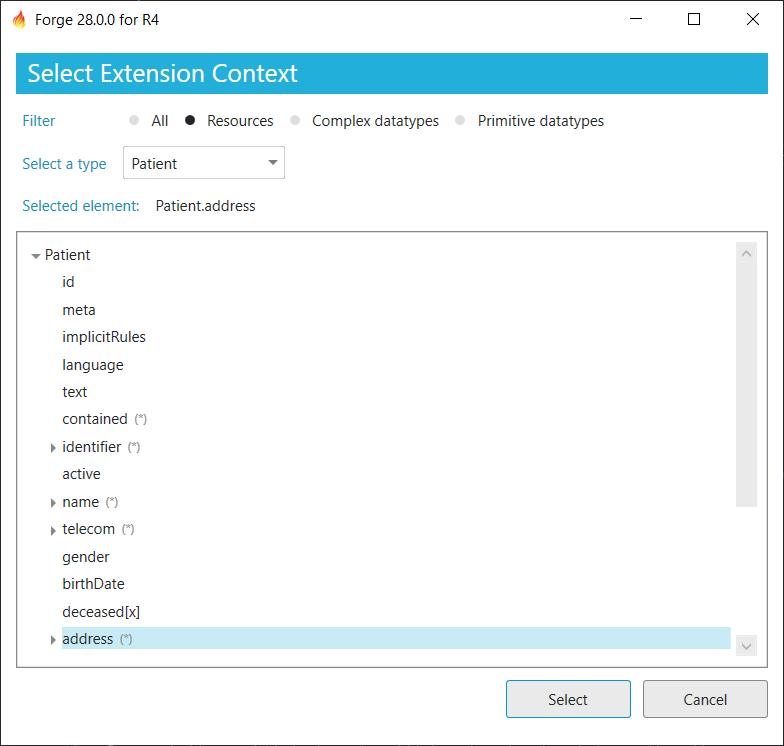 Forge 28.0.0 for R4
Select Extension Context
Filter All Resources Complex datatypes Primitive datatypes
Select a type Patient
Selected element: Patient.address
Patient
id
meta
implicitRules
language
text
contained (*)
identifier (*)
active
name (*)
telecom (*)
gender
birthDate
deceased[x]
address (*)
Select Cancel